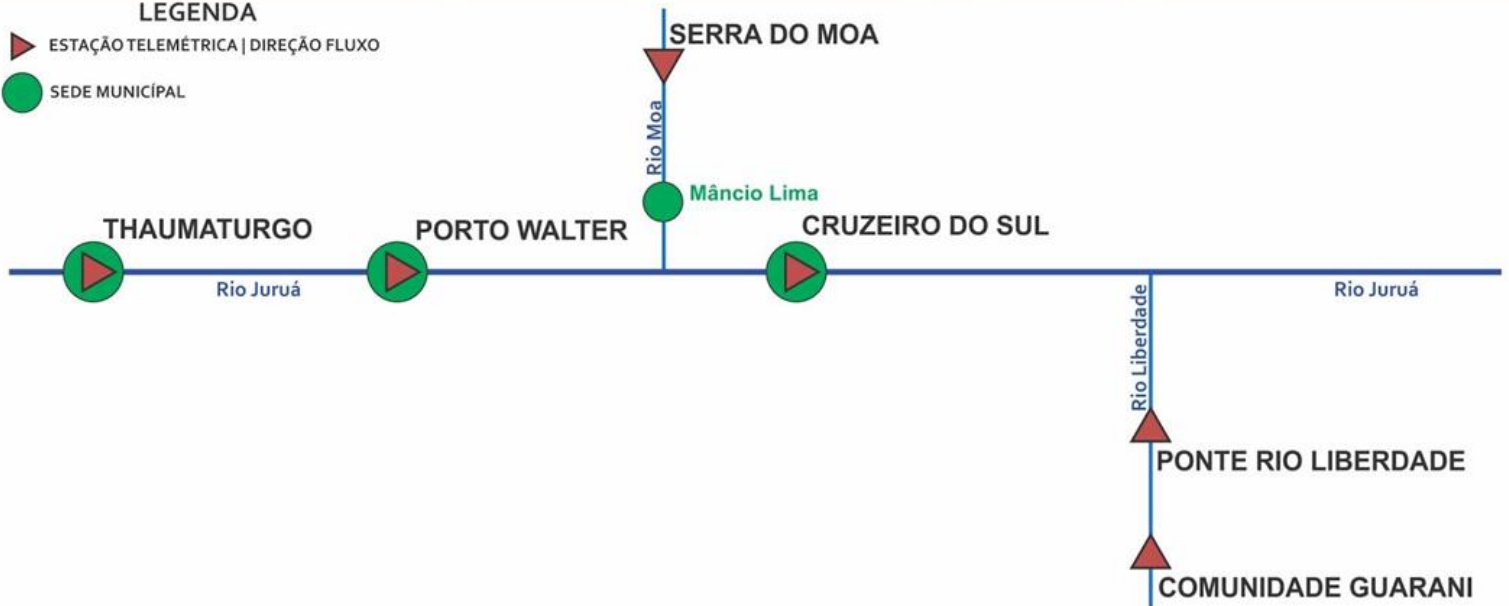 LEGENDA
ESTAÇÃO TELEMÉTRICA | DIREÇÃO FLUXO
SEDE MUNICÍPAL
SERRA DO MOA
Rio Moa
Mâncio Lima
THAUMATURGO
PORTO WALTER
CRUZEIRO DO SUL
Rio Juruá
Rio Juruá
Rio Liberdade
PONTE RIO LIBERDADE
COMUNIDADE GUARANI